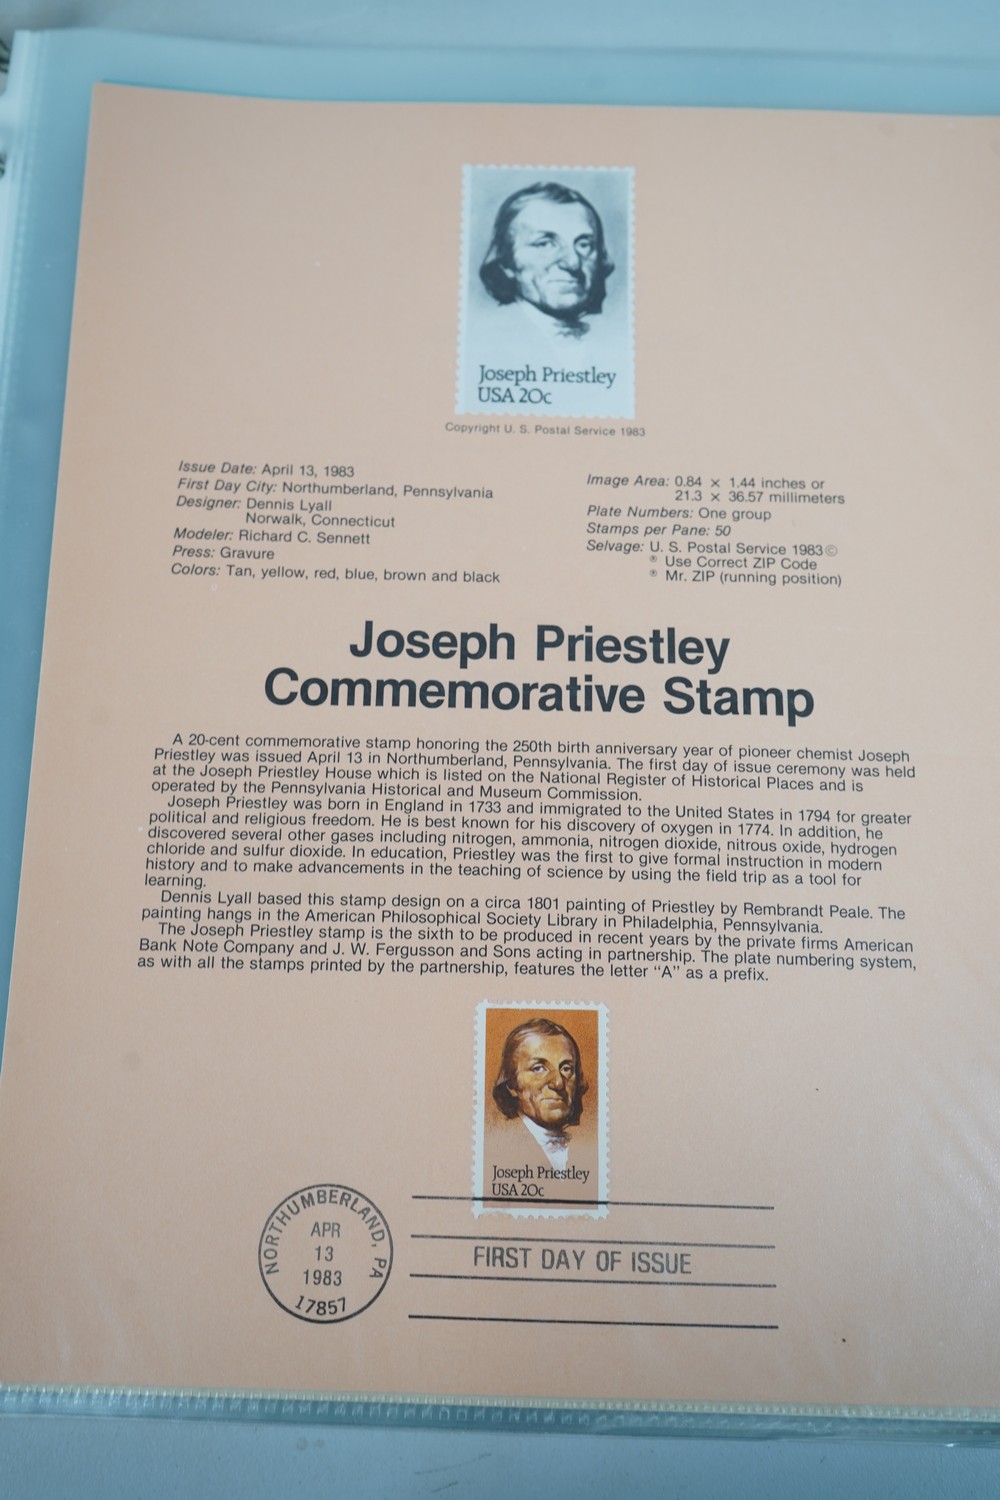 Joseph Priestley
USA 20c
Copyright U. S. Postal Service 1983
Issue Date: April 13, 1983
First Day City: Northumberland, Pennsylvania
Designer: Dennis Lyall
Norwalk, Connecticut
Modeler: Richard C. Sennett
Press: Gravure
Colors: Tan, yellow, red, blue, brown and black
Image Area: 0.84 × 1.44 inches or
21.3 × 36.57 millimeters
Plate Numbers: One group
Stamps per Pane: 50
Selvage: U. S. Postal Service 1983©
® Use Correct ZIP Code
® Mr. ZIP (running position)
Joseph Priestley
Commemorative Stamp
A 20-cent commemorative stamp honoring the 250th birth anniversary year of pioneer chemist Joseph
Priestley was issued April 13 in Northumberland, Pennsylvania. The first day of issue ceremony was held
at the Joseph Priestley House which is listed on the National Register of Historical Places and is
operated by the Pennsylvania Historical and Museum Commission.
Joseph Priestley was born in England in 1733 and immigrated to the United States in 1794 for greater
political and religious freedom. He is best known for his discovery of oxygen in 1774. In addition, he
discovered several other gases including nitrogen, ammonia, nitrogen dioxide, nitrous oxide, hydrogen
chloride and sulfur dioxide. In education, Priestley was the first to give formal instruction in modern
history and to make advancements in the teaching of science by using the field trip as a tool for
learning.
Dennis Lyall based this stamp design on a circa 1801 painting of Priestley by Rembrandt Peale. The
painting hangs in the American Philosophical Society Library in Philadelphia, Pennsylvania.
The Joseph Priestley stamp is the sixth to be produced in recent years by the private firms American
Bank Note Company and J. W. Fergusson and Sons acting in partnership. The plate numbering system,
as with all the stamps printed by the partnership, features the letter "A" as a prefix.
Joseph Priestley
USA 20c
NORTHUMBERLAND, PA
APR
13
1983
17857
FIRST DAY OF ISSUE